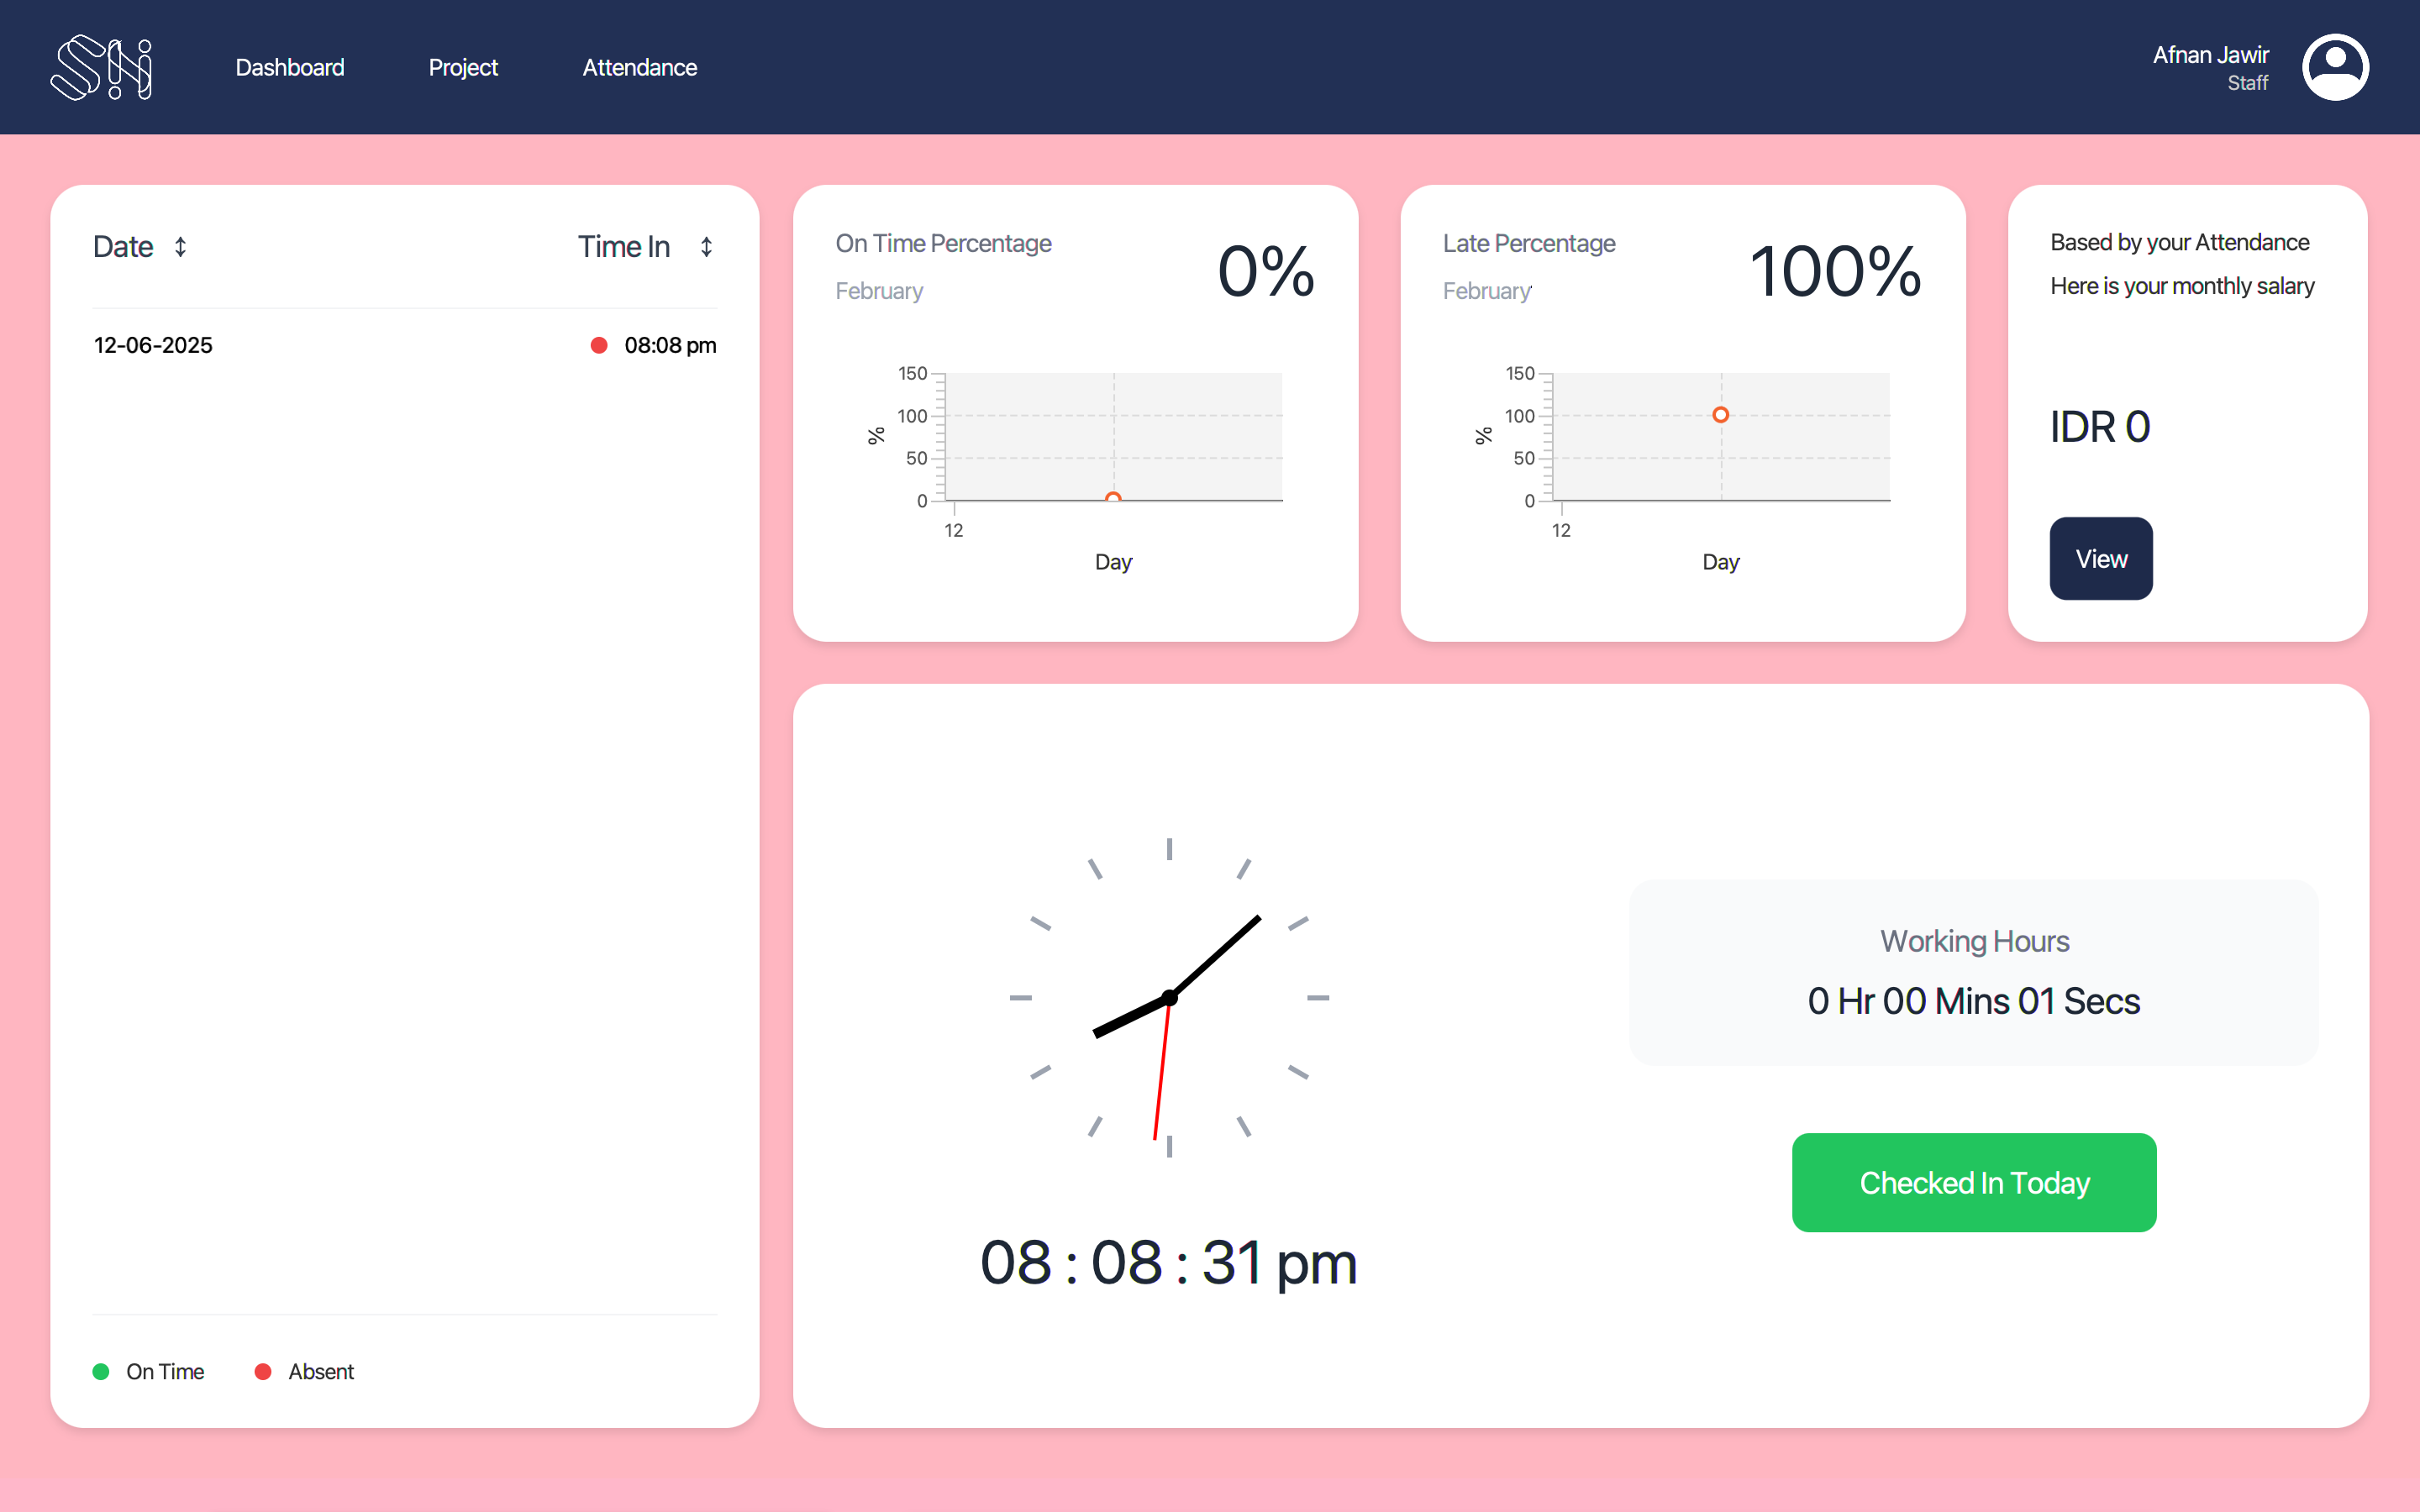 SNi
Dashboard
Project
Attendance
Afnan Jawir
Staff
Date
Time In
12-06-2025
08:08 pm
On Time
Absent
On Time Percentage
February
0%
150
100
50
0
%
12
Day
Late Percentage
February
100%
150
100
50
0
%
12
Day
Based by your Attendance
Here is your monthly salary
IDR 0
View
08 : 08 : 31 pm
Working Hours
0 Hr 00 Mins 01 Secs
Checked In Today